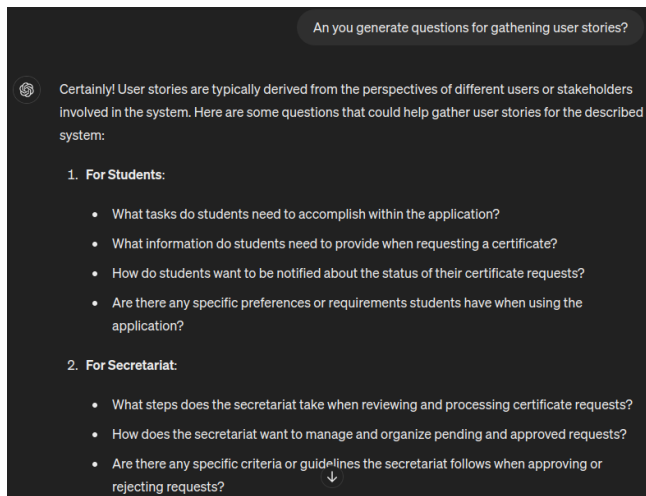 An you generate questions for gathening user stories?
Certainly! User stories are typically derived from the perspectives of different users or stakeholders
involved in the system. Here are some questions that could help gather user stories for the described
system:
1. For Students:
• What tasks do students need to accomplish within the application?
• What information do students need to provide when requesting a certificate?
• How do students want to be notified about the status of their certificate requests?
• Are there any specific preferences or requirements students have when using the
application?
2. For Secretariat:
• What steps does the secretariat take when reviewing and processing certificate requests?
• How does the secretariat want to manage and organize pending and approved requests?
• Are there any specific criteria or guidelines the secretariat follows when approving or
rejecting requests?